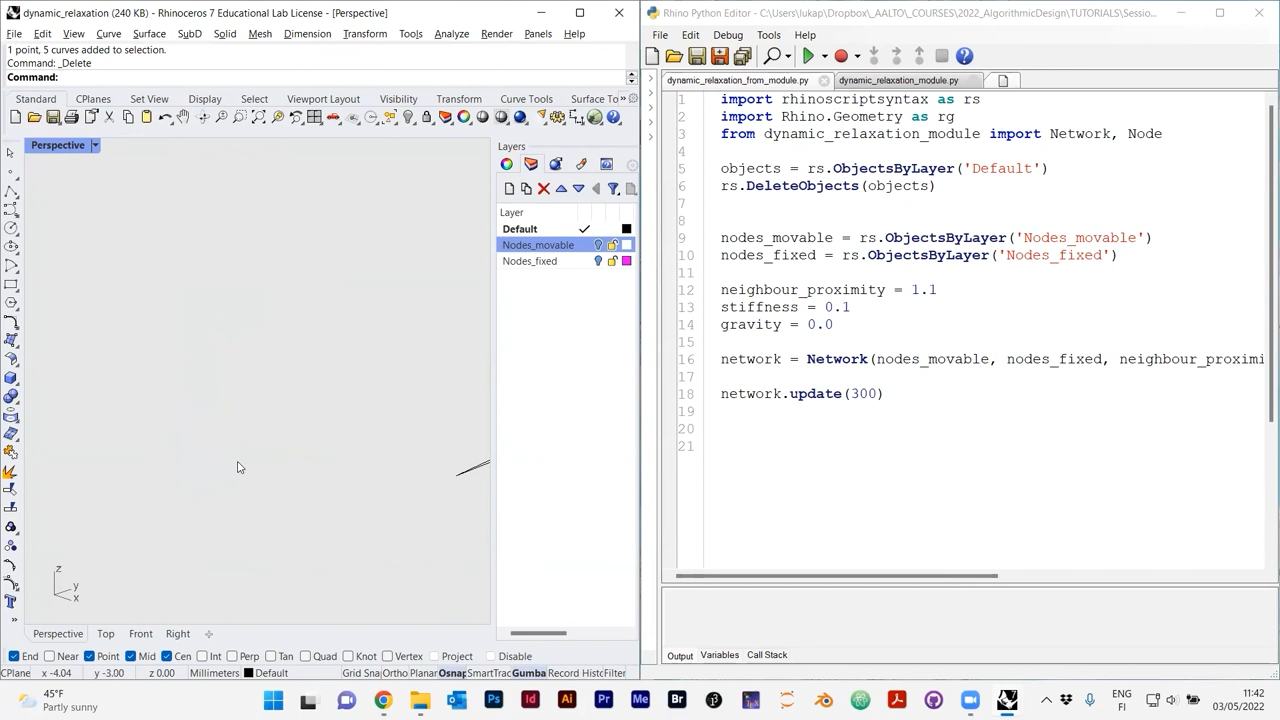 dynamic_relaxation (240 KB) - Rhinoceros 7 Educational Lab License - [Perspective]
File Edit View Curve Surface SubD Solid Mesh Dimension Transform Tools Analyze Render Panels Help
1 point, 5 curves added to selection.
Command: _Delete
Command:
Standard CPlanes Set View Display Select Viewport Layout Visibility Transform Curve Tools Surface To
Perspective
Layers
Layer
Default
Nodes_movable
Nodes_fixed
z
y
x
Perspective Top Front Right
End Near Point Mid Cen Int Perp Tan Quad Knot Vertex Project Disable
CPlane x -4.04 y -3.00 z 0.00 Millimeters Default Grid Sna Ortho Planar Osnap SmartTrac Gumba Record Histo Filter
Rhino Python Editor - C:\Users\lukap\Dropbox\_AALTO\_COURSES\2022_AlgorithmicDesign\TUTORIALS\Sessio...
File Edit Debug Tools Help
dynamic_relaxation_from_module.py dynamic_relaxation_module.py
1 import rhinoscriptsyntax as rs
2 import Rhino.Geometry as rg
3 from dynamic_relaxation_module import Network, Node
4
5 objects = rs.ObjectsByLayer('Default')
6 rs.DeleteObjects(objects)
7
8
9 nodes_movable = rs.ObjectsByLayer('Nodes_movable')
10 nodes_fixed = rs.ObjectsByLayer('Nodes_fixed')
11
12 neighbour_proximity = 1.1
13 stiffness = 0.1
14 gravity = 0.0
15
16 network = Network(nodes_movable, nodes_fixed, neighbour_proximi
17
18 network.update(300)
19
20
21
Output Variables Call Stack
45°F
Partly sunny
ENG
FI
11:42
03/05/2022